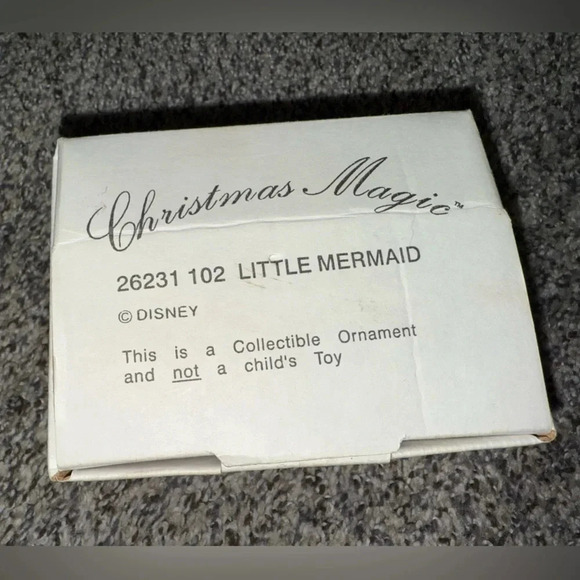 Christmas Magic™
26231 102 LITTLE MERMAID
© DISNEY
This is a Collectible Ornament
and not a child's Toy